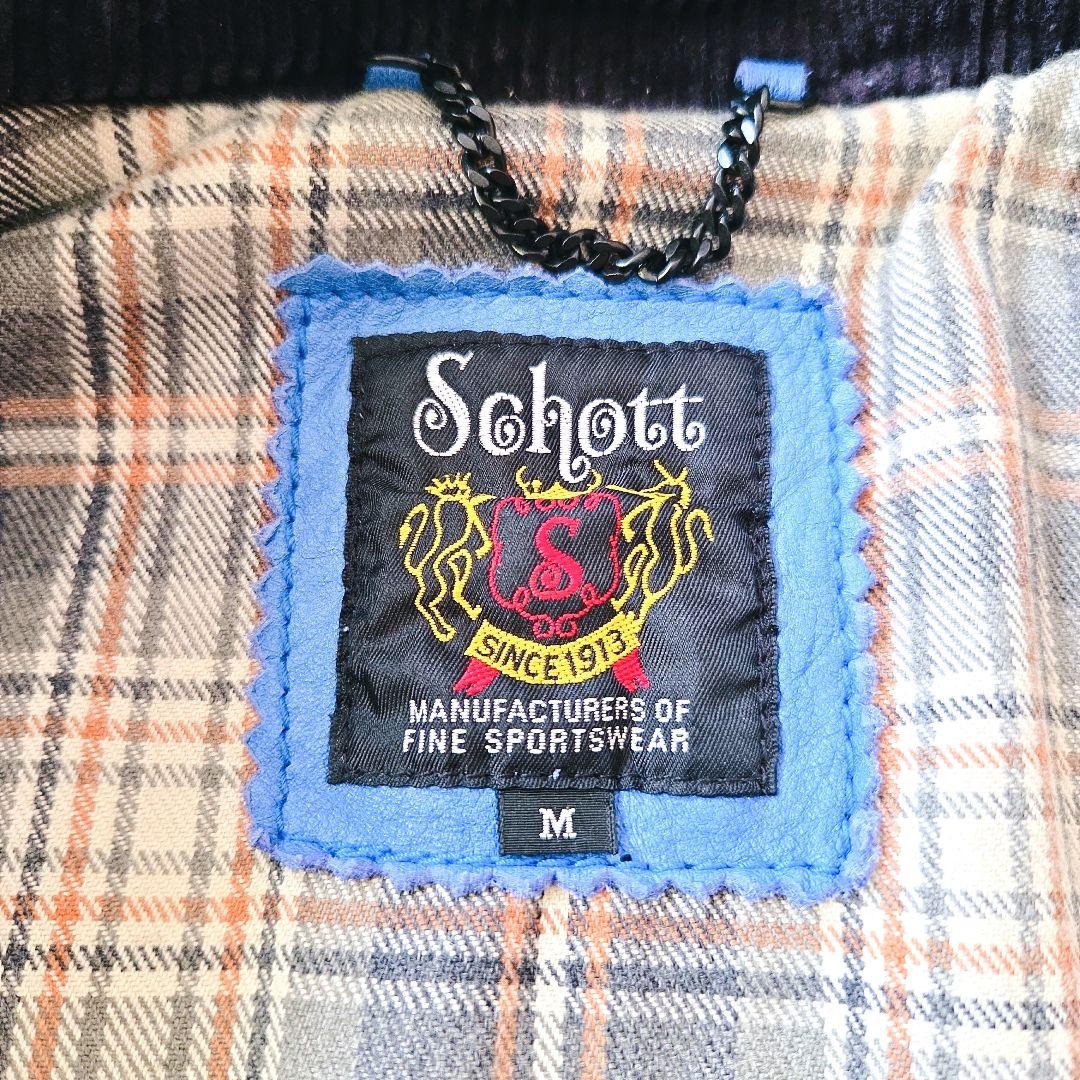 Schott
S
SINCE 1913
MANUFACTURERS OF
FINE SPORTSWEAR
M